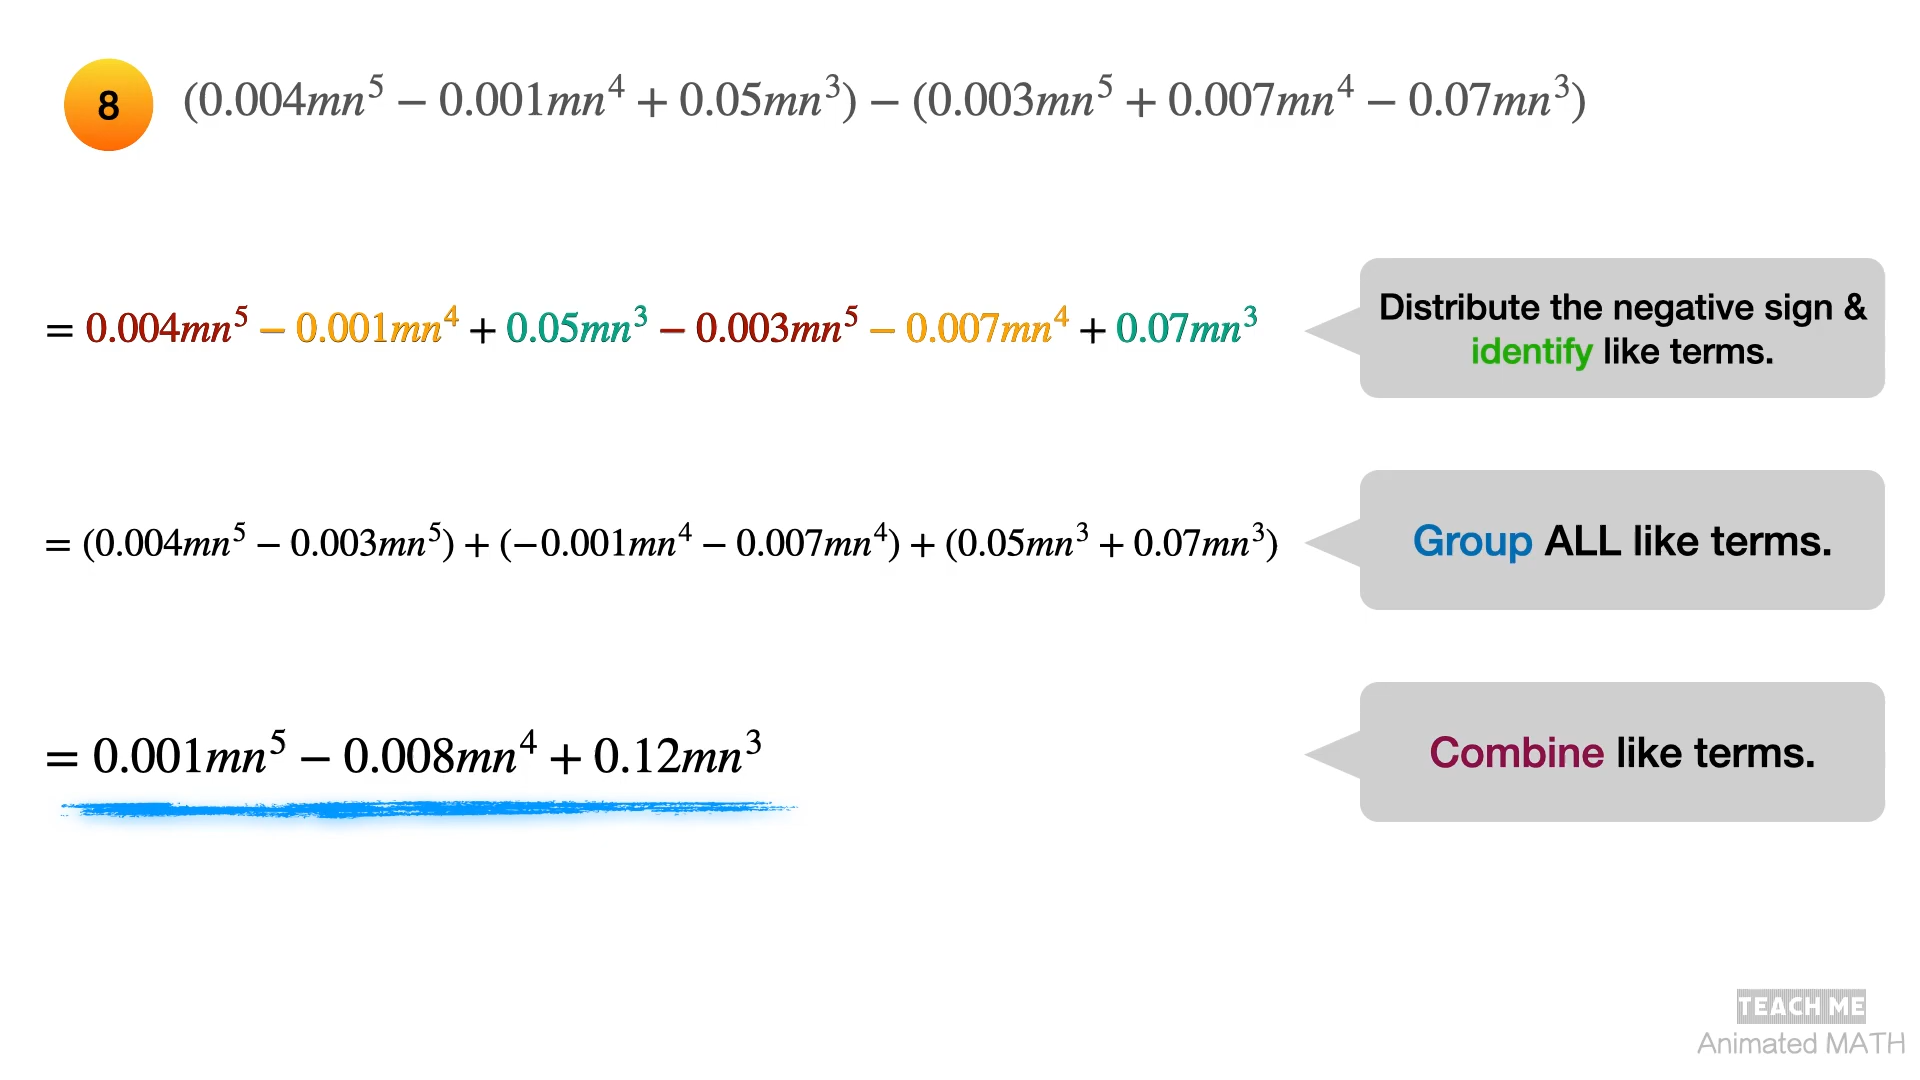 8 (0.004mn⁵ − 0.001mn⁴ + 0.05mn³) − (0.003mn⁵ + 0.007mn⁴ − 0.07mn³)
= 0.004mn⁵ − 0.001mn⁴ + 0.05mn³ − 0.003mn⁵ − 0.007mn⁴ + 0.07mn³
Distribute the negative sign &
identify like terms.
= (0.004mn⁵ − 0.003mn⁵) + (−0.001mn⁴ − 0.007mn⁴) + (0.05mn³ + 0.07mn³)
Group ALL like terms.
= 0.001mn⁵ − 0.008mn⁴ + 0.12mn³
Combine like terms.
TEACH ME
Animated MATH